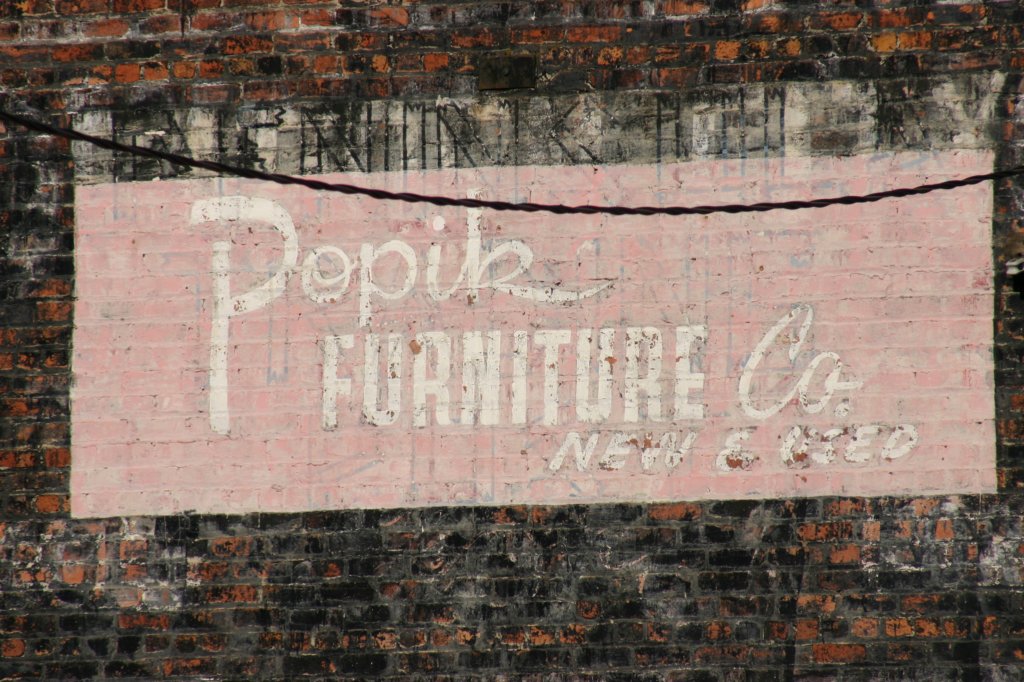 Popik
FURNITURE Co.
NEW & USED